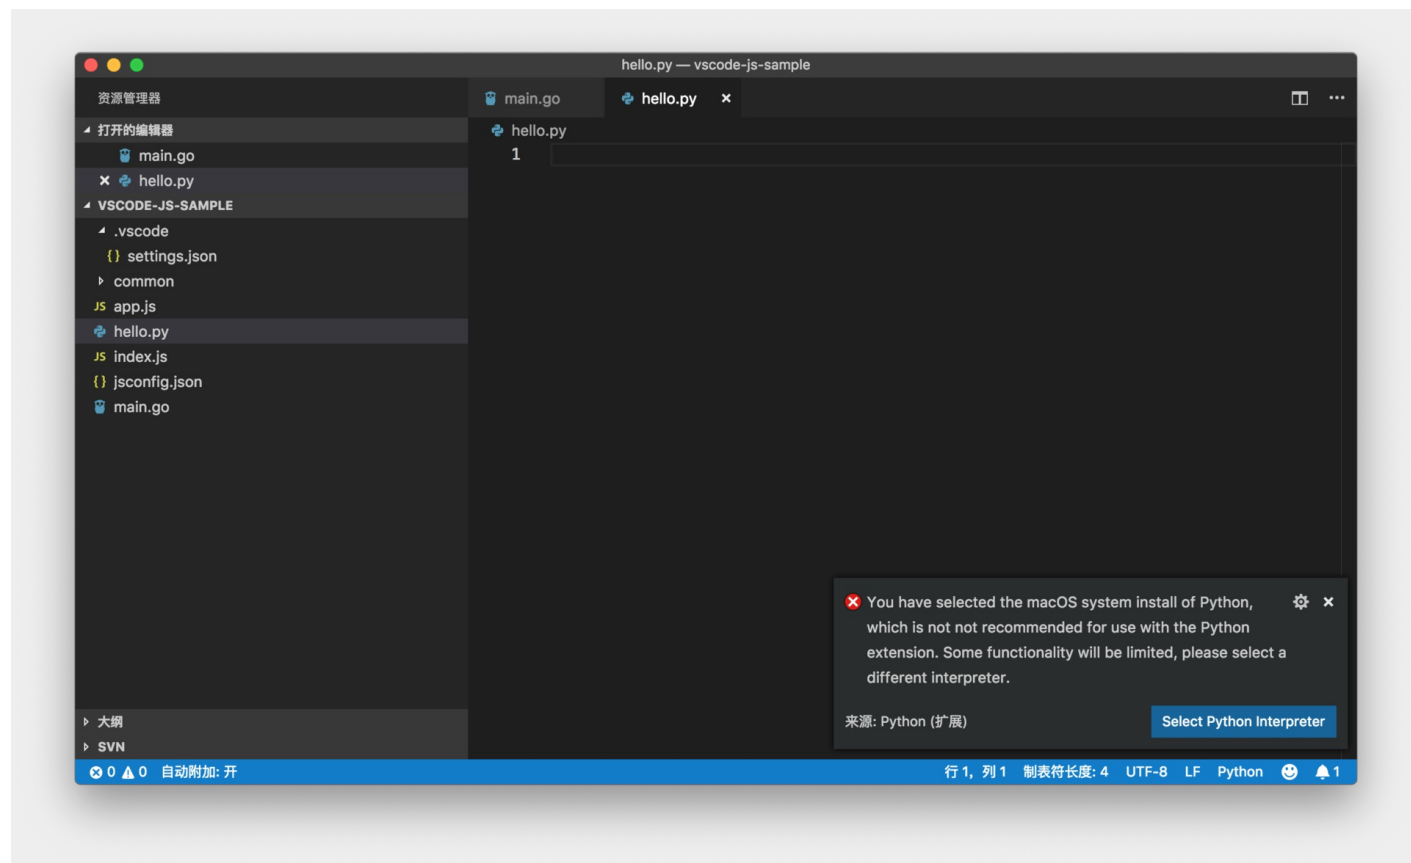 hello.py — vscode-js-sample
资源管理器
打开的编辑器
main.go
hello.py
VSCODE-JS-SAMPLE
.vscode
{} settings.json
common
JS app.js
hello.py
JS index.js
{} jsconfig.json
main.go
大纲
SVN
main.go
hello.py
hello.py
1
You have selected the macOS system install of Python,
which is not not recommended for use with the Python
extension. Some functionality will be limited, please select a
different interpreter.
来源: Python (扩展)
Select Python Interpreter
0 0 自动附加: 开
行 1, 列 1 制表符长度: 4 UTF-8 LF Python 1